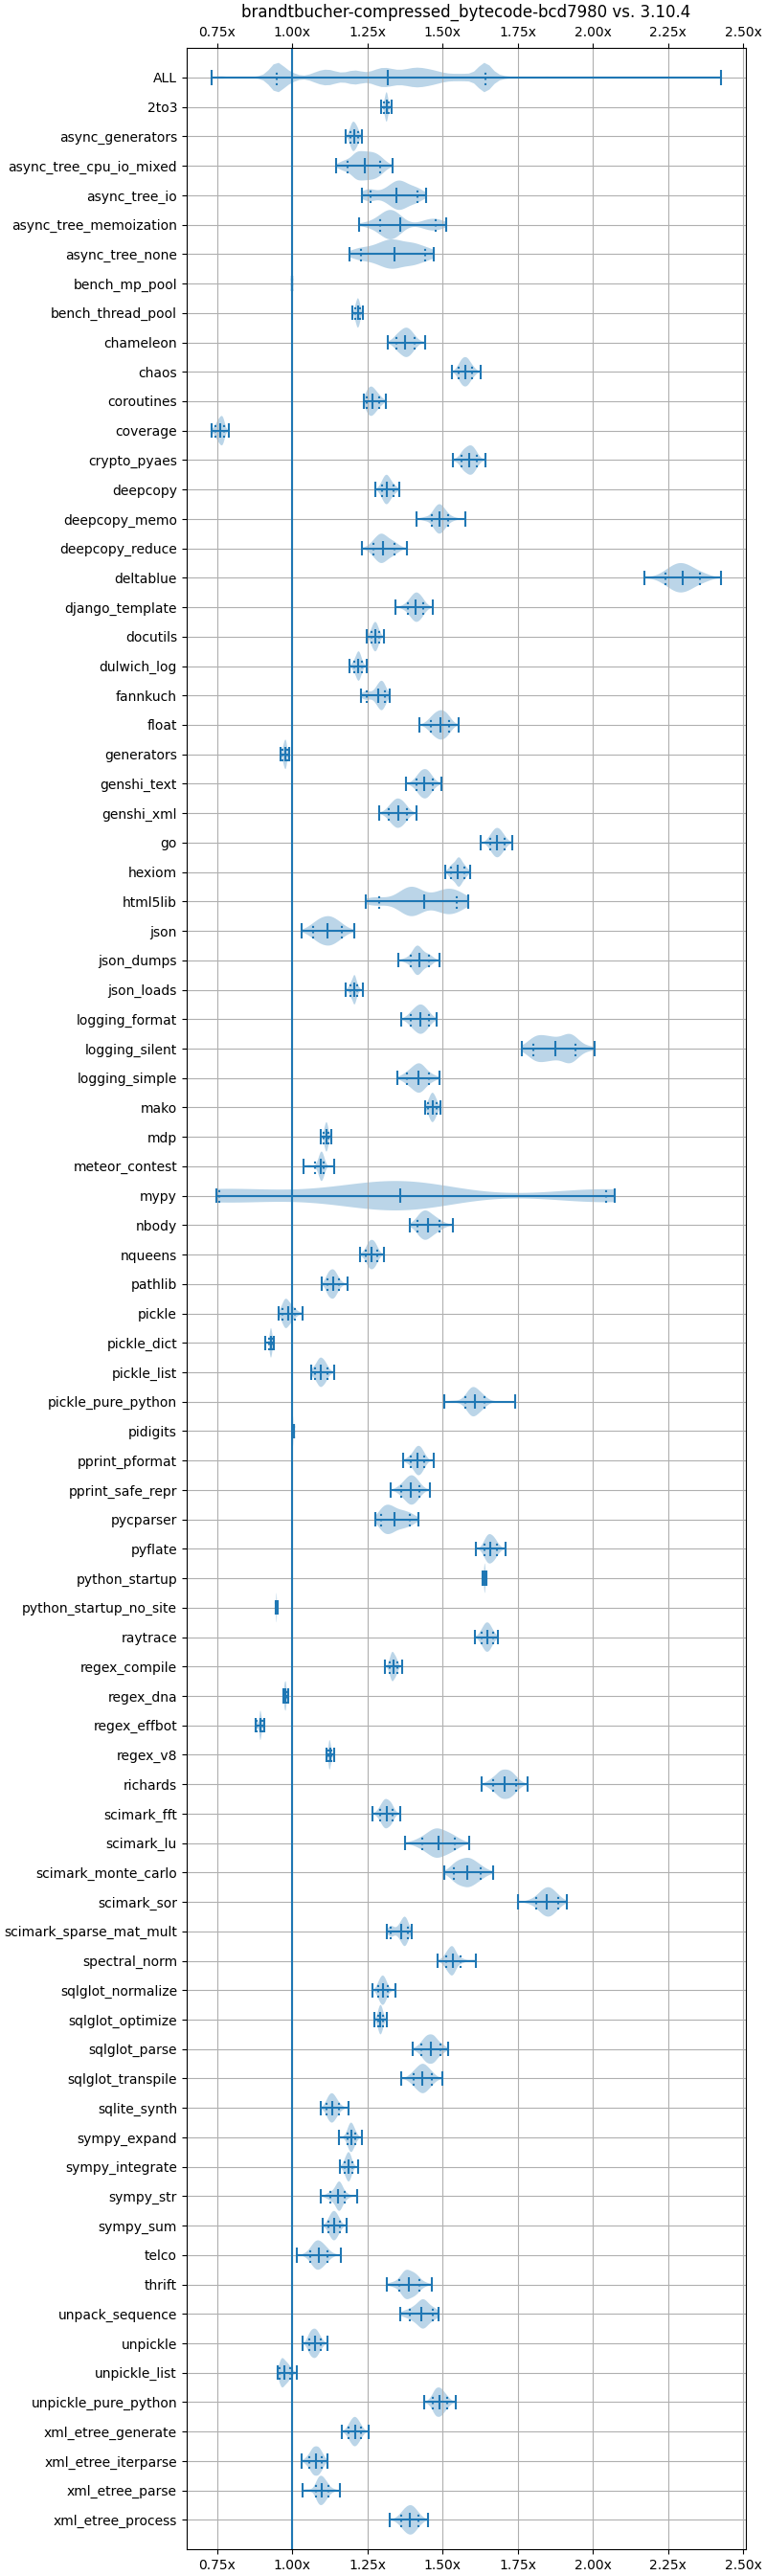 brandtbucher-compressed_bytecode-bcd7980 vs. 3.10.4
0.75x 1.00x 1.25x 1.50x 1.75x 2.00x 2.25x 2.50x
ALL
2to3
async_generators
async_tree_cpu_io_mixed
async_tree_io
async_tree_memoization
async_tree_none
bench_mp_pool
bench_thread_pool
chameleon
chaos
coroutines
coverage
crypto_pyaes
deepcopy
deepcopy_memo
deepcopy_reduce
deltablue
django_template
docutils
dulwich_log
fannkuch
float
generators
genshi_text
genshi_xml
go
hexiom
html5lib
json
json_dumps
json_loads
logging_format
logging_silent
logging_simple
mako
mdp
meteor_contest
mypy
nbody
nqueens
pathlib
pickle
pickle_dict
pickle_list
pickle_pure_python
pidigits
pprint_pformat
pprint_safe_repr
pycparser
pyflate
python_startup
python_startup_no_site
raytrace
regex_compile
regex_dna
regex_effbot
regex_v8
richards
scimark_fft
scimark_lu
scimark_monte_carlo
scimark_sor
scimark_sparse_mat_mult
spectral_norm
sqlglot_normalize
sqlglot_optimize
sqlglot_parse
sqlglot_transpile
sqlite_synth
sympy_expand
sympy_integrate
sympy_str
sympy_sum
telco
thrift
unpack_sequence
unpickle
unpickle_list
unpickle_pure_python
xml_etree_generate
xml_etree_iterparse
xml_etree_parse
xml_etree_process
0.75x 1.00x 1.25x 1.50x 1.75x 2.00x 2.25x 2.50x